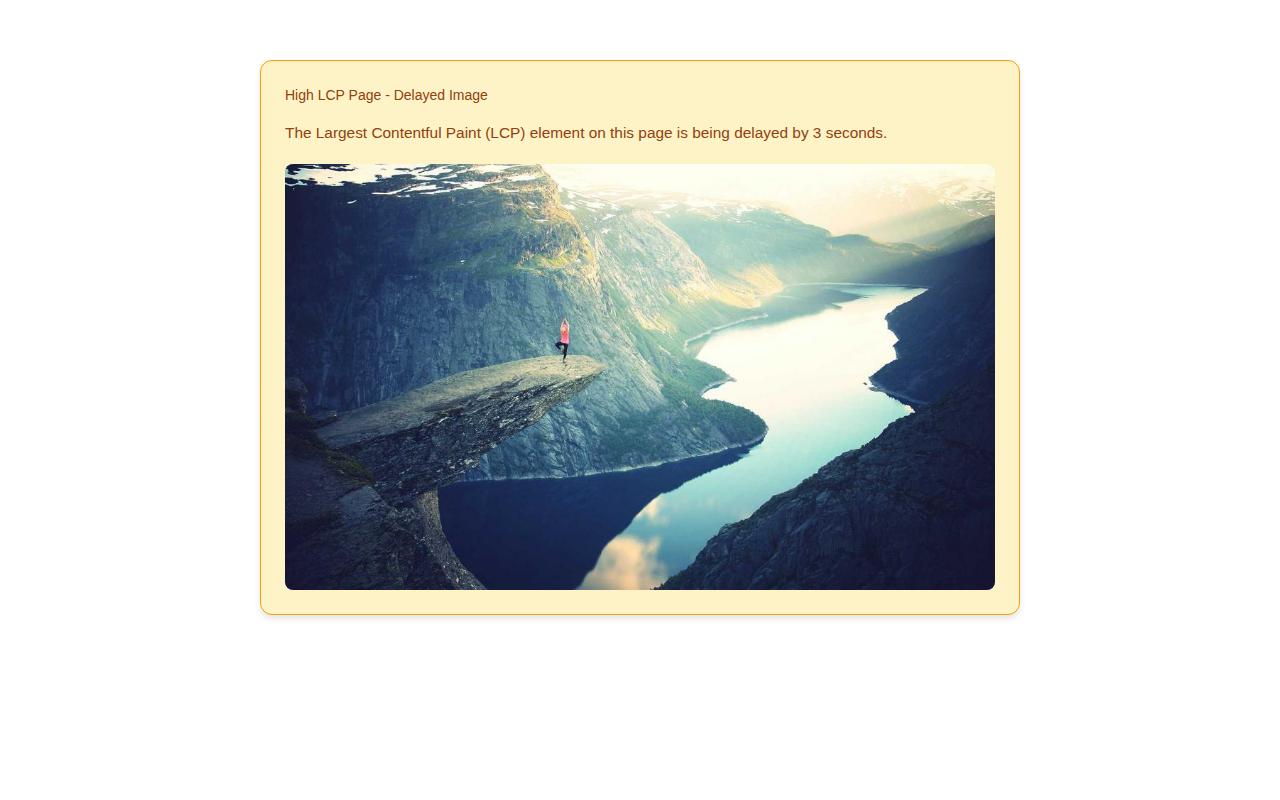 High LCP Page - Delayed Image
The Largest Contentful Paint (LCP) element on this page is being delayed by 3 seconds.